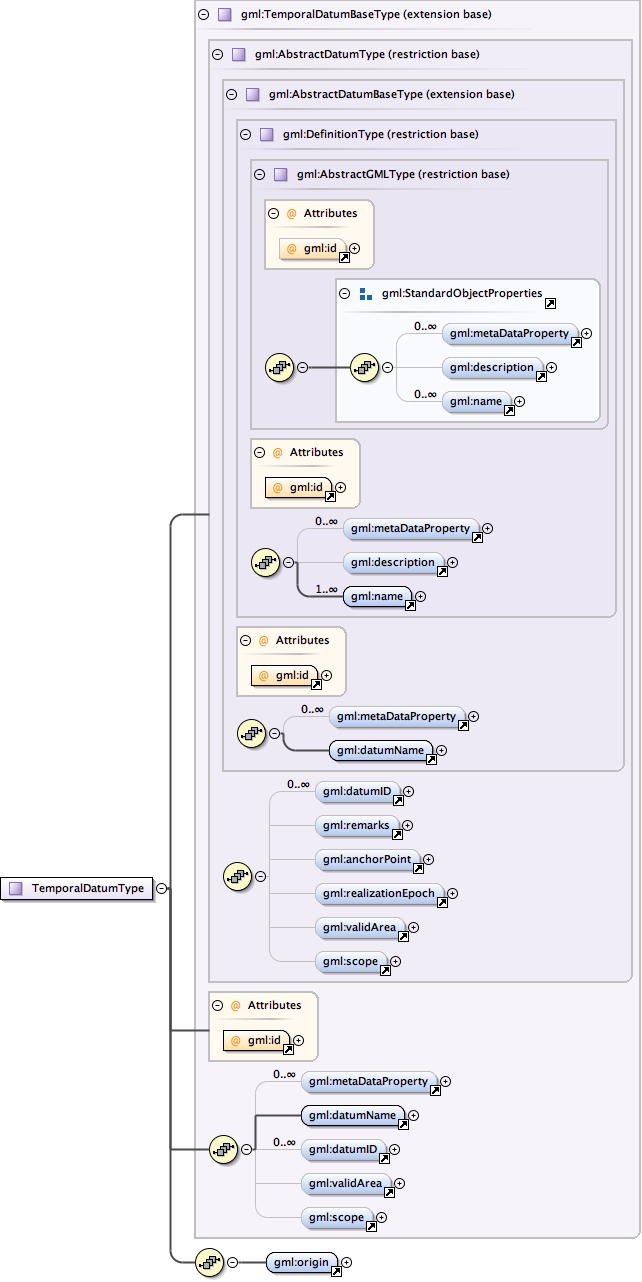 gml:TemporalDatumBaseType (extension base)
gml:AbstractDatumType (restriction base)
gml:AbstractDatumBaseType (extension base)
gml:DefinitionType (restriction base)
gml:AbstractGMLType (restriction base)
@ Attributes
@ gml:id
gml:StandardObjectProperties
0..∞
gml:metaDataProperty
gml:description
0..∞
gml:name
@ Attributes
@ gml:id
0..∞
gml:metaDataProperty
gml:description
1..∞
gml:name
@ Attributes
@ gml:id
0..∞
gml:metaDataProperty
gml:datumName
0..∞
gml:datumID
gml:remarks
gml:anchorPoint
gml:realizationEpoch
gml:validArea
gml:scope
TemporalDatumType
@ Attributes
@ gml:id
0..∞
gml:metaDataProperty
gml:datumName
0..∞
gml:datumID
gml:validArea
gml:scope
gml:origin